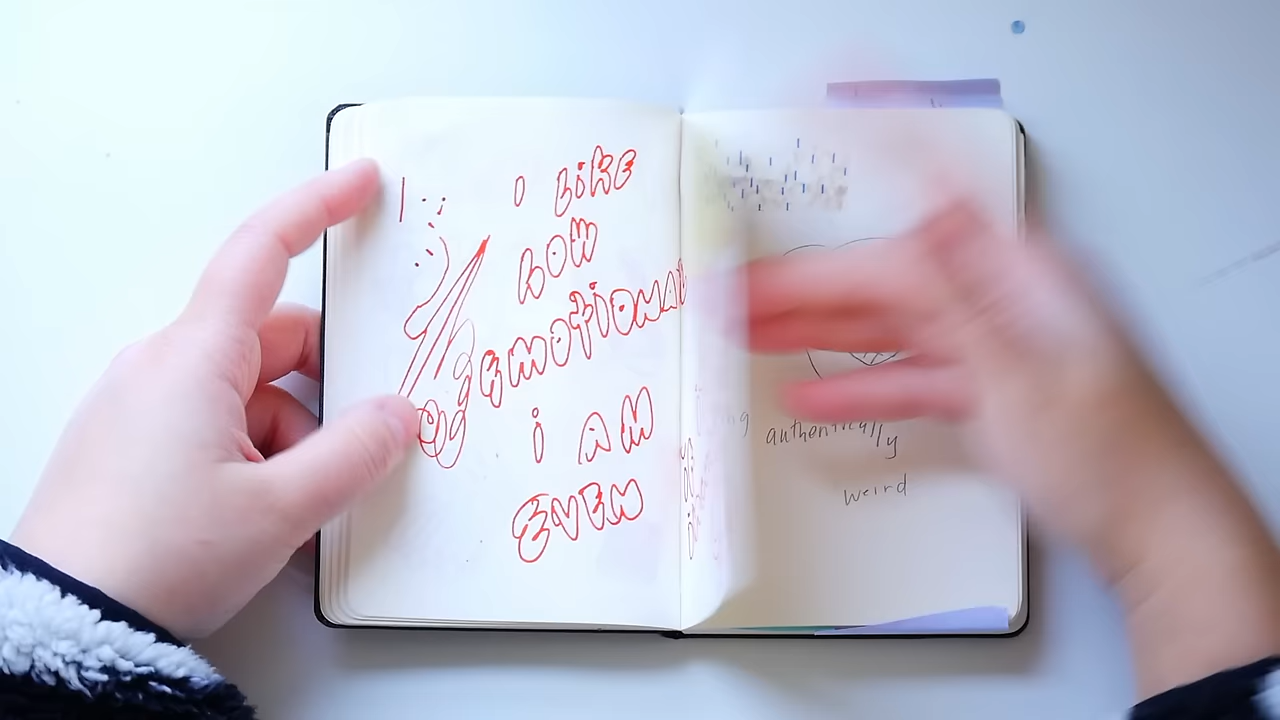 i LiKE
HOW
EMOTIONAL
i AM
EVEN
authentically
weird